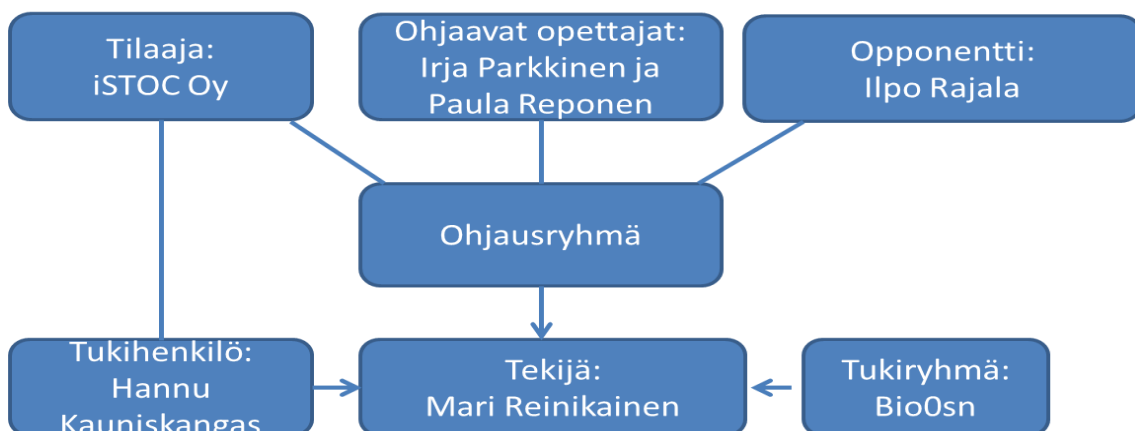 Tilaaja:
iSTOC Oy
Ohjaavat opettajat:
Irja Parkkinen ja
Paula Reponen
Opponentti:
Ilpo Rajala
Ohjausryhmä
Tukihenkilö:
Hannu
Kauniskangas
Tekijä:
Mari Reinikainen
Tukiryhmä:
Bio0sn